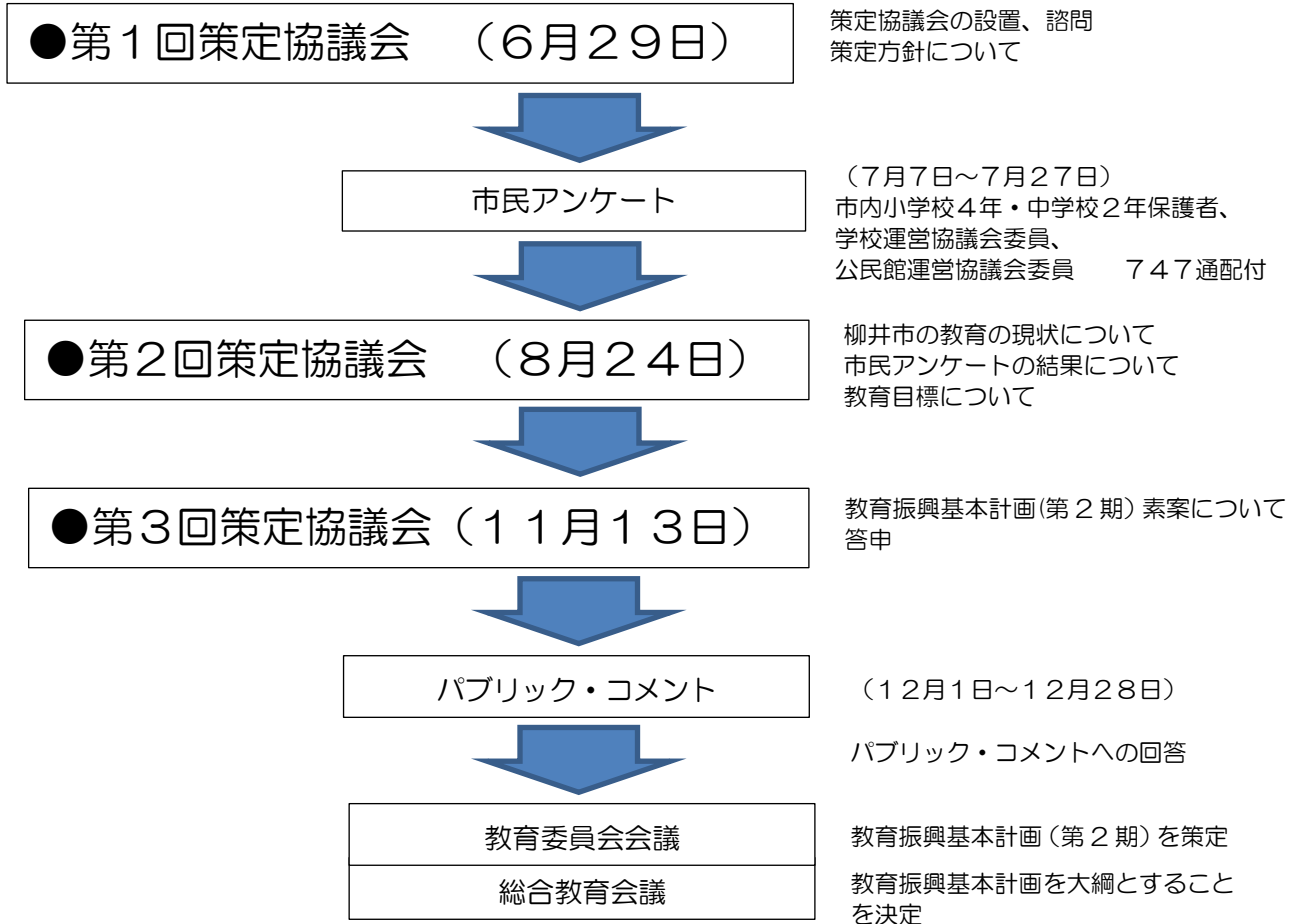 ●第１回策定協議会　（６月２９日）
策定協議会の設置、諮問
策定方針について
市民アンケート
（７月７日～７月２７日）
市内小学校４年・中学校２年保護者、
学校運営協議会委員、
公民館運営協議会委員　　７４７通配付
●第２回策定協議会　（８月２４日）
柳井市の教育の現状について
市民アンケートの結果について
教育目標について
●第３回策定協議会（１１月１３日）
教育振興基本計画(第２期)素案について
答申
パブリック・コメント
（１２月１日～１２月２８日）
パブリック・コメントへの回答
教育委員会会議
教育振興基本計画（第２期）を策定
総合教育会議
教育振興基本計画を大綱とすること
を決定